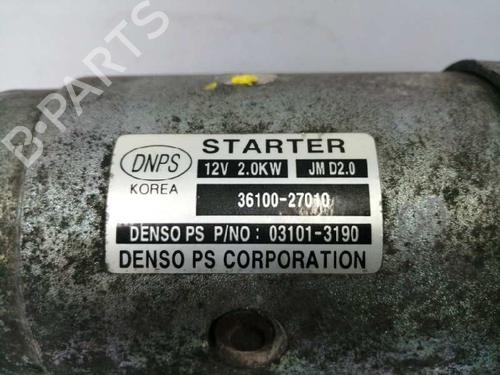 DNPS
KOREA
STARTER
12V 2.0KW JM D2.0
36100-27010
DENSO PS P/NO : 03101-3190
DENSO PS CORPORATION
B-PARTS